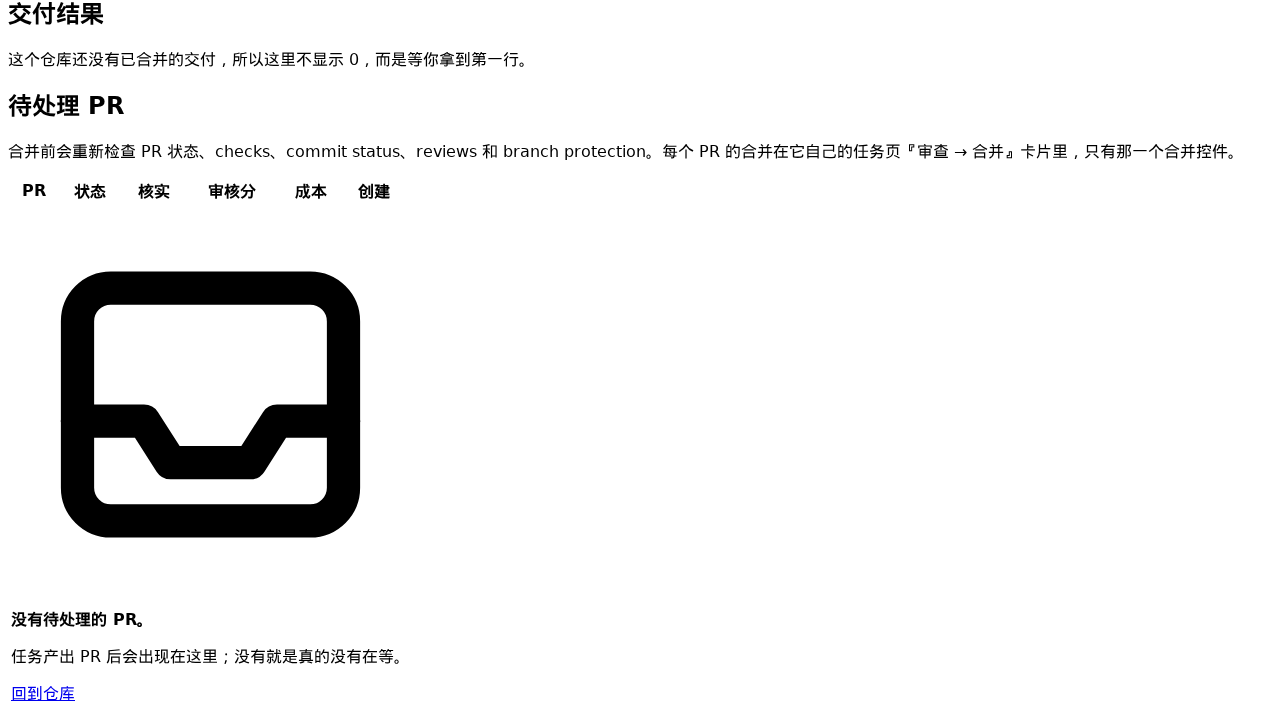 交付结果
这个仓库还没有已合并的交付，所以这里不显示 0，而是等你拿到第一行。
待处理 PR
合并前会重新检查 PR 状态、checks、commit status、reviews 和 branch protection。每个 PR 的合并在它自己的任务页『审查 → 合并』卡片里，只有那一个合并控件。
PR 状态 核实 审核分 成本 创建
没有待处理的 PR。
任务产出 PR 后会出现在这里；没有就是真的没有在等。
回到仓库